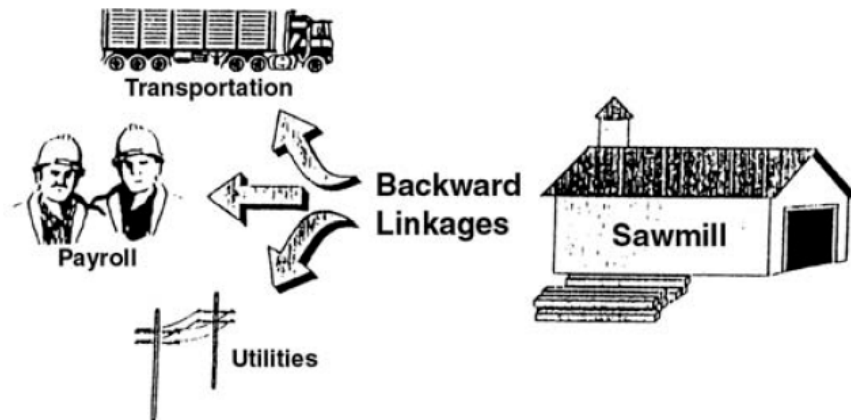 Transportation
Payroll
Utilities
Backward
Linkages
Sawmill